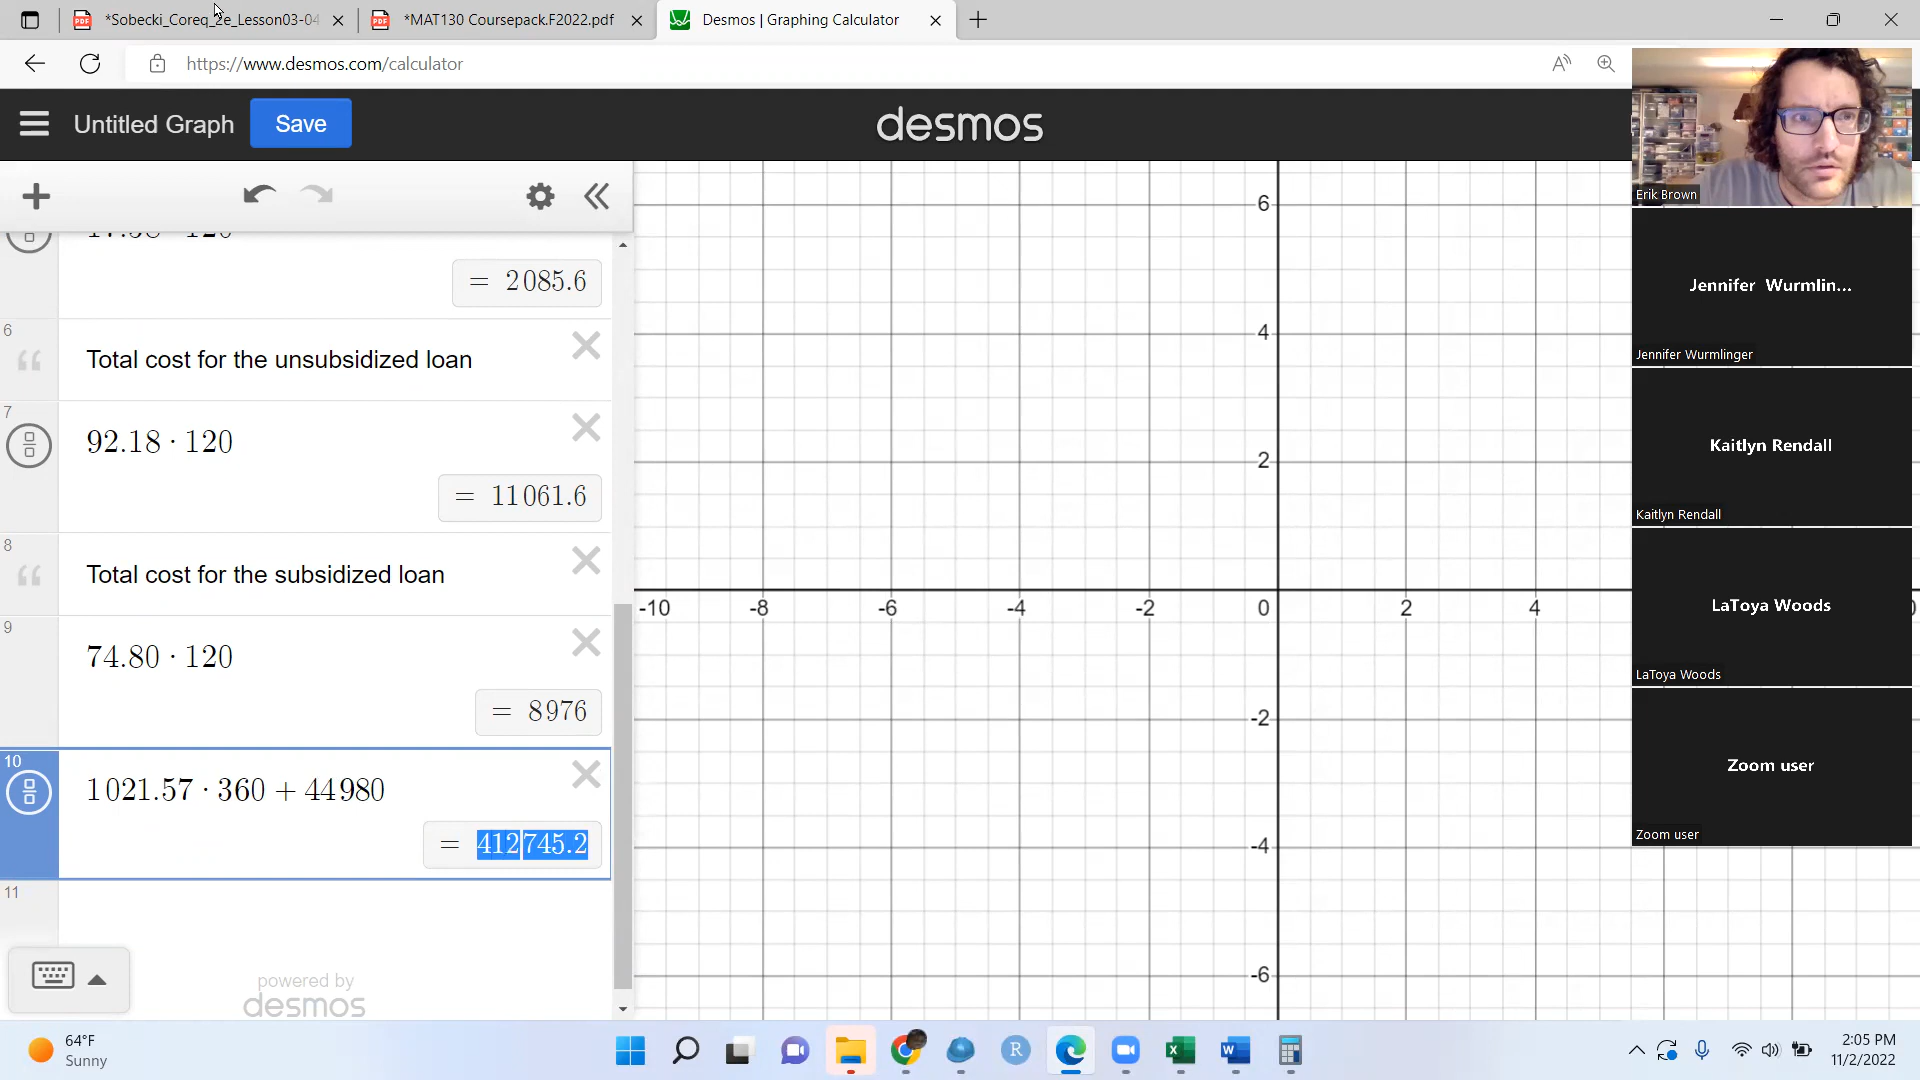 *Sobecki_Coreq_2e_Lesson03-04
*MAT130 Coursepack.F2022.pdf
Desmos | Graphing Calculator
https://www.desmos.com/calculator
Untitled Graph
Save
desmos
= 2085.6
6
Total cost for the unsubsidized loan
7
92.18 · 120
= 11061.6
8
Total cost for the subsidized loan
9
74.80 · 120
= 8976
10
1021.57 · 360 + 44980
= 412745.2
11
powered by
desmos
6
4
2
-10 -8 -6 -4 -2 0 2 4
-2
-4
-6
Erik Brown
Jennifer Wurmlin...
Jennifer Wurmlinger
Kaitlyn Rendall
Kaitlyn Rendall
LaToya Woods
LaToya Woods
Zoom user
Zoom user
64°F
Sunny
2:05 PM
11/2/2022